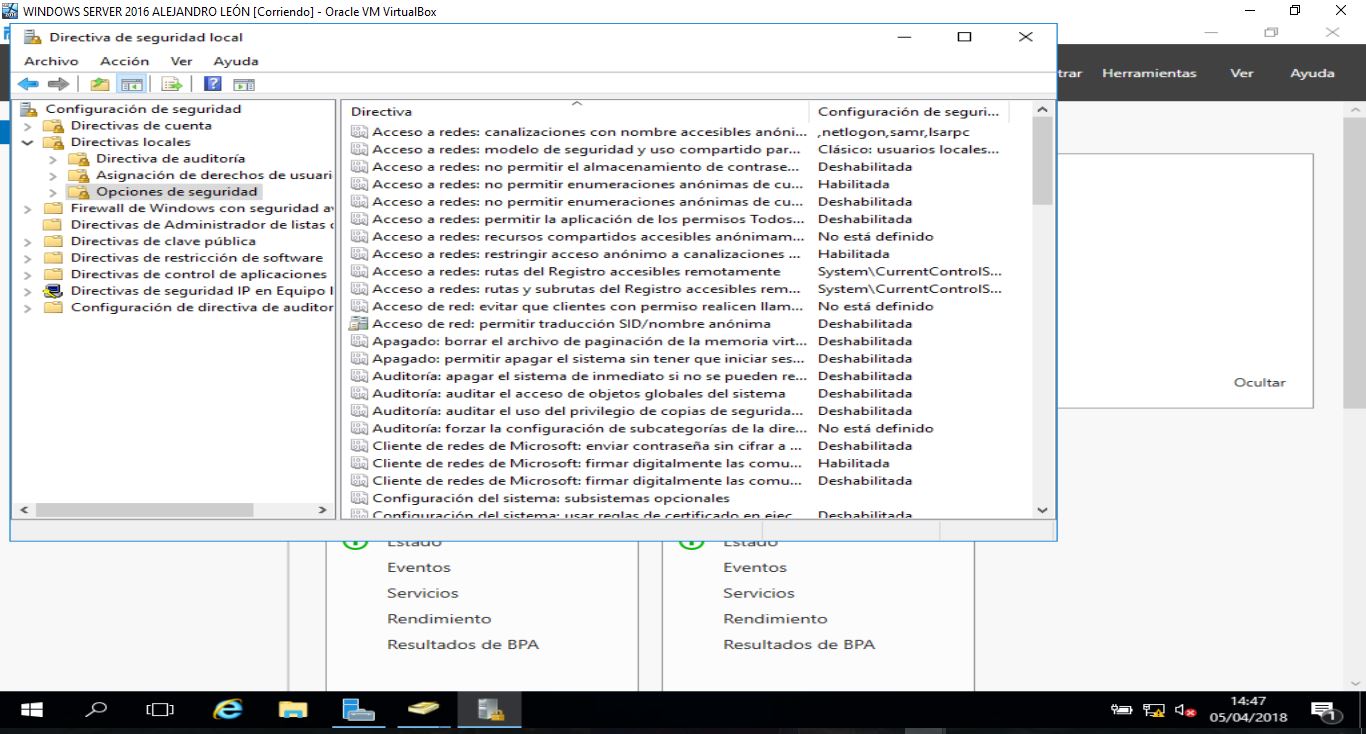 WINDOWS SERVER 2016 ALEJANDRO LEÓN [Corriendo] - Oracle VM VirtualBox
Directiva de seguridad local
Archivo Acción Ver Ayuda
trar Herramientas Ver Ayuda
Configuración de seguridad
Directivas de cuenta
Directivas locales
Directiva de auditoría
Asignación de derechos de usuari
Opciones de seguridad
Firewall de Windows con seguridad av
Directivas de Administrador de listas d
Directivas de clave pública
Directivas de restricción de software
Directivas de control de aplicaciones
Directivas de seguridad IP en Equipo l
Configuración de directiva de auditor
Directiva Configuración de seguri...
Acceso a redes: canalizaciones con nombre accesibles anóni... ,netlogon,samr,lsarpc
Acceso a redes: modelo de seguridad y uso compartido par... Clásico: usuarios locales...
Acceso a redes: no permitir el almacenamiento de contrase... Deshabilitada
Acceso a redes: no permitir enumeraciones anónimas de cu... Habilitada
Acceso a redes: no permitir enumeraciones anónimas de cu... Deshabilitada
Acceso a redes: permitir la aplicación de los permisos Todos... Deshabilitada
Acceso a redes: recursos compartidos accesibles anónimam... No está definido
Acceso a redes: restringir acceso anónimo a canalizaciones ... Habilitada
Acceso a redes: rutas del Registro accesibles remotamente System\CurrentControlS...
Acceso a redes: rutas y subrutas del Registro accesibles rem... System\CurrentControlS...
Acceso de red: evitar que clientes con permiso realicen llam... No está definido
Acceso de red: permitir traducción SID/nombre anónima Deshabilitada
Apagado: borrar el archivo de paginación de la memoria virt... Deshabilitada
Apagado: permitir apagar el sistema sin tener que iniciar ses... Deshabilitada
Auditoría: apagar el sistema de inmediato si no se pueden re... Deshabilitada
Auditoría: auditar el acceso de objetos globales del sistema Deshabilitada
Auditoría: auditar el uso del privilegio de copias de segurida... Deshabilitada
Auditoría: forzar la configuración de subcategorías de la dire... No está definido
Cliente de redes de Microsoft: enviar contraseña sin cifrar a ... Deshabilitada
Cliente de redes de Microsoft: firmar digitalmente las comu... Habilitada
Cliente de redes de Microsoft: firmar digitalmente las comu... Deshabilitada
Configuración del sistema: subsistemas opcionales
Configuración del sistema: usar reglas de certificado en ejec... Deshabilitada
Ocultar
Estado Estado
Eventos Eventos
Servicios Servicios
Rendimiento Rendimiento
Resultados de BPA Resultados de BPA
14:47
05/04/2018
1